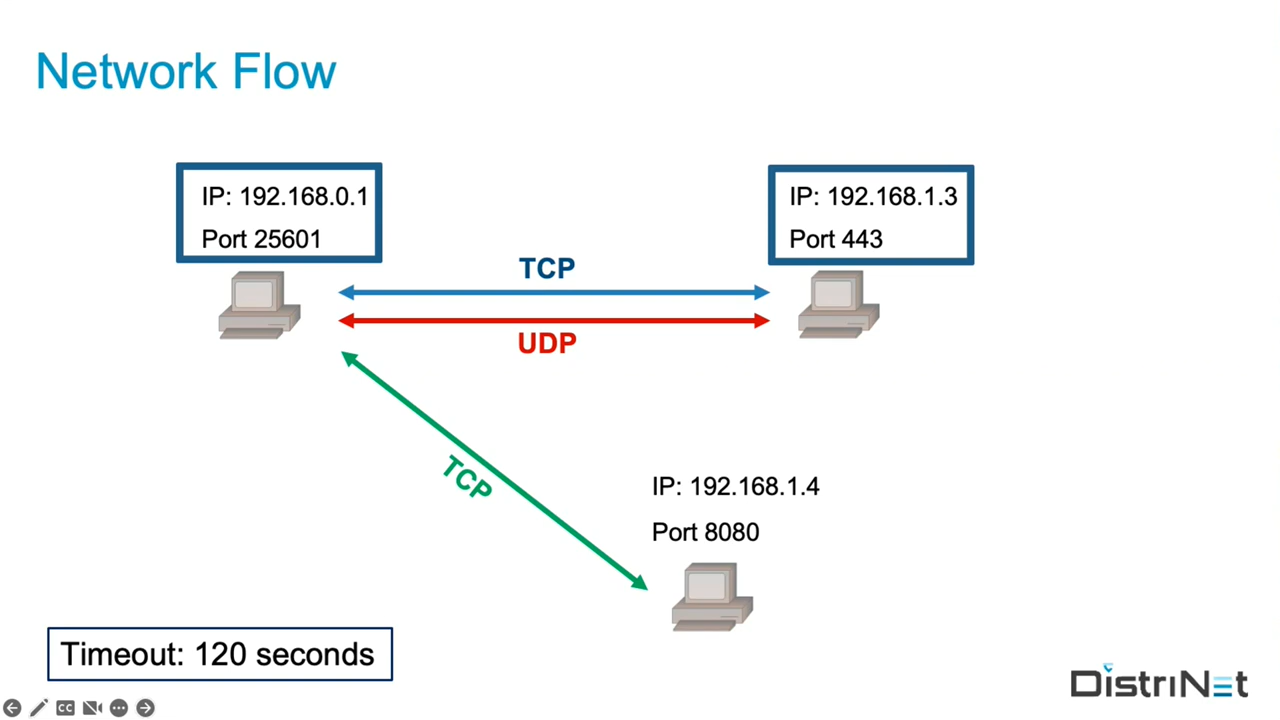 Network Flow
IP: 192.168.0.1
Port 25601
IP: 192.168.1.3
Port 443
TCP
UDP
TCP
IP: 192.168.1.4
Port 8080
Timeout: 120 seconds
DistriNet
CC